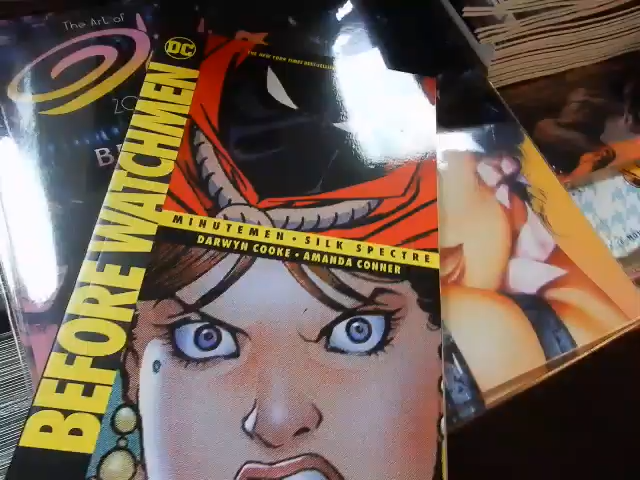 The Art of
DC
BEFORE WATCHMEN
THE NEW YORK TIMES BESTSELLER
MINUTEMEN • SILK SPECTRE
DARWYN COOKE • AMANDA CONNER